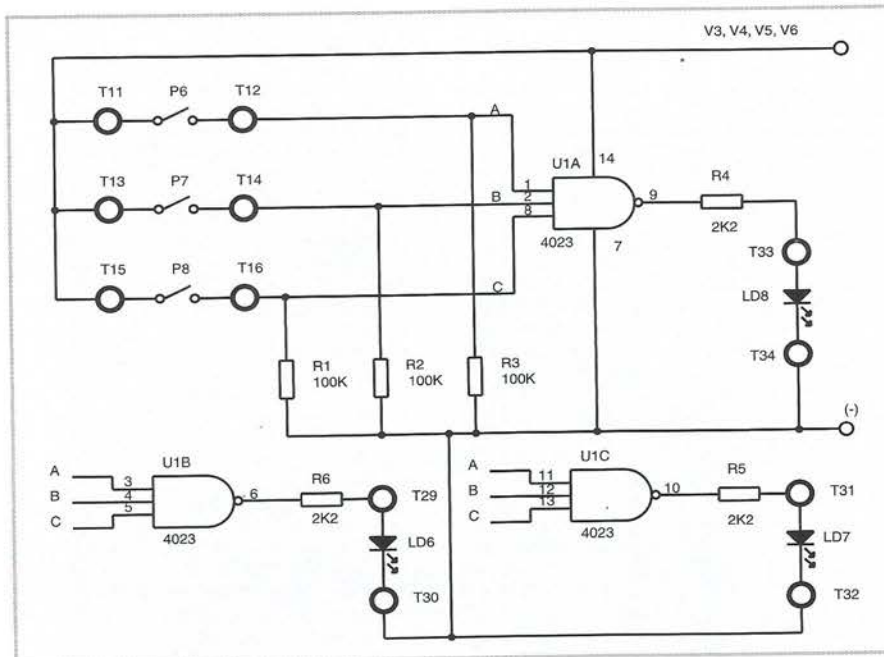 V3, V4, V5, V6
T11 P6 T12
A
U1A 14
R4
T13 P7 T14
1
B 2 9
8
2K2
4023
7
T33
T15 P8 T16
C
LD8
T34
R1 R2 R3
100K 100K 100K
(-)
U1B
U1C
A 3
A 11
R6
R5
B 4 6
T29
B 12 10
T31
C 5
C 13
2K2
2K2
4023
LD6
4023
LD7
T30
T32